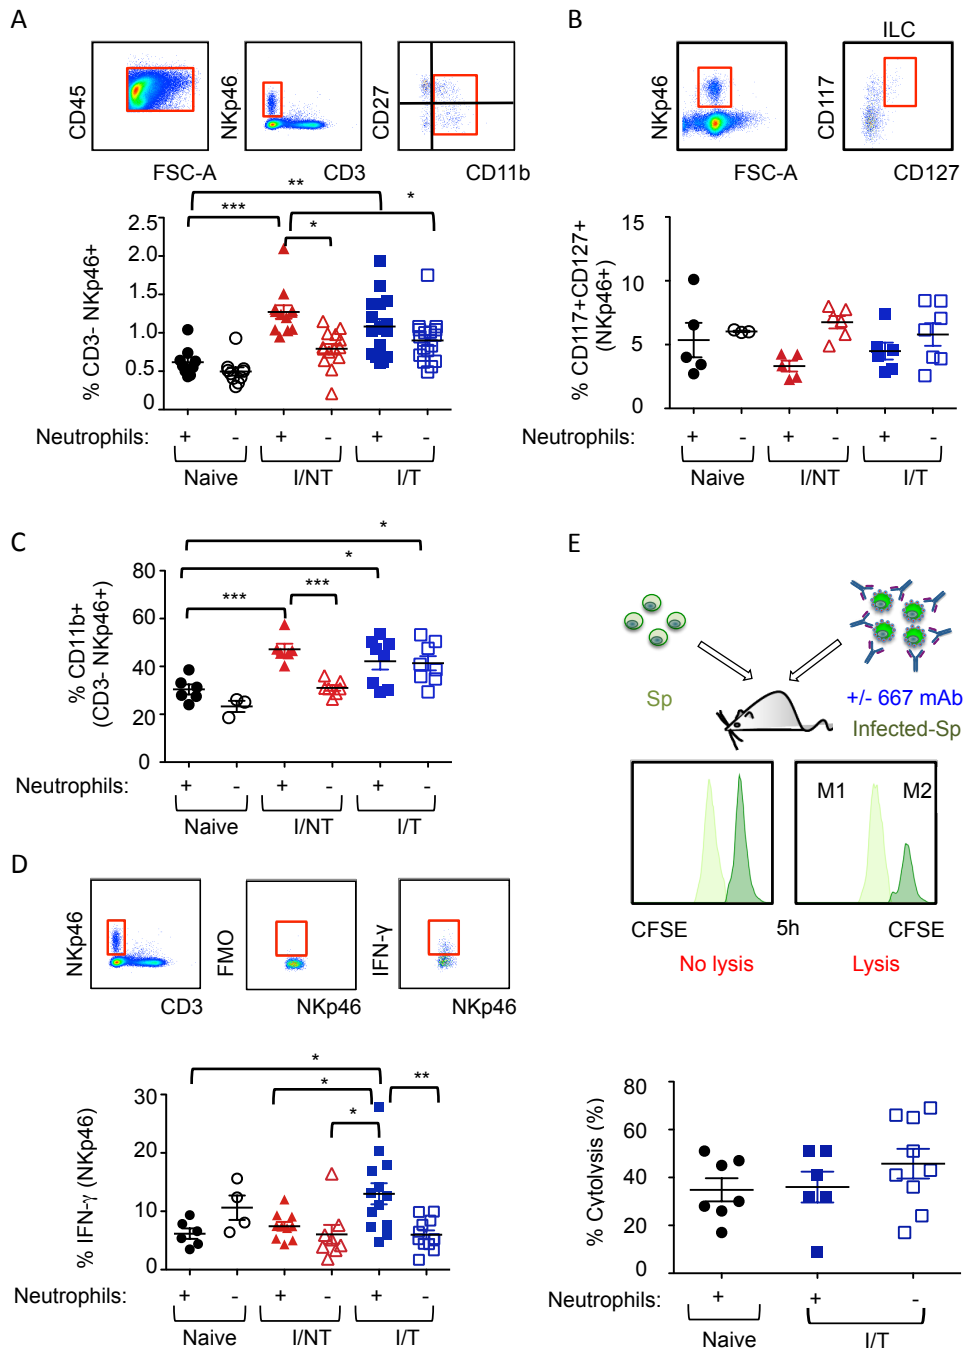 A
CD45
FSC-A
NKp46
CD3
CD27
CD11b
** 
*** 
* 
*
% CD3- NKp46+
2.5
2.0
1.5
1.0
0.5
0
Neutrophils: + - + - + -
Naive I/NT I/T
B
NKp46
FSC-A
ILC
CD117
CD127
% CD117+CD127+
(NKp46+)
15
10
5
0
+ - + - + -
Naive I/NT I/T
C
*
*
*** ***
% CD11b+
(CD3- NKp46+)
80
60
40
20
0
Neutrophils: + - + - + -
Naive I/NT I/T
D
NKp46
CD3
FMO
NKp46
IFN-γ
NKp46
*
* **
*
% IFN-γ (NKp46)
30
20
10
0
Neutrophils: + - + - + -
Naive I/NT I/T
E
Sp
+/- 667 mAb
Infected-Sp
M1 M2
CFSE 5h CFSE
No lysis Lysis
% Cytolysis (%)
80
60
40
20
0
+ + -
Naive I/T